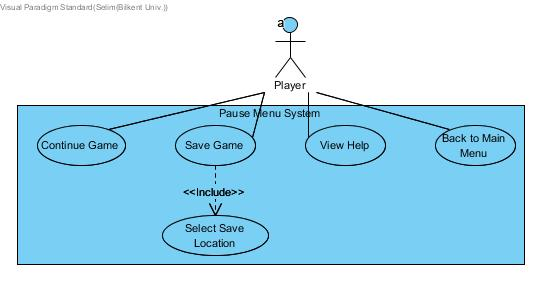 Visual Paradigm Standard(Selim(Bilkent Univ.))
a
Player
Pause Menu System
Continue Game
Save Game
View Help
Back to Main
Menu
<<Include>>
Select Save
Location